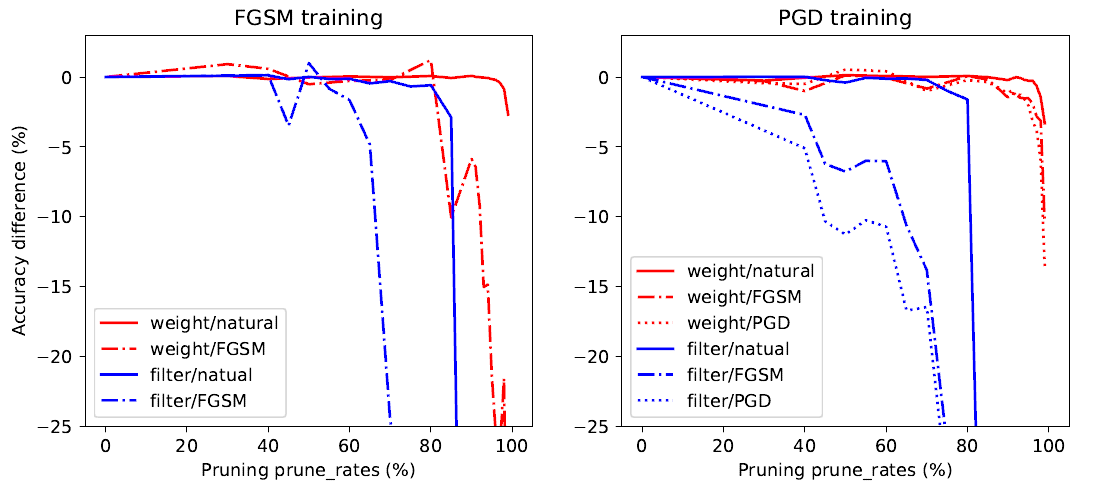 FGSM training
0
−5
−10
−15
−20
−25
Accuracy difference (%)
weight/natural
weight/FGSM
filter/natual
filter/FGSM
0
20
40
60
80
100
Pruning prune_rates (%)
PGD training
0
−5
−10
−15
−20
−25
weight/natural
weight/FGSM
weight/PGD
filter/natual
filter/FGSM
filter/PGD
0
20
40
60
80
100
Pruning prune_rates (%)